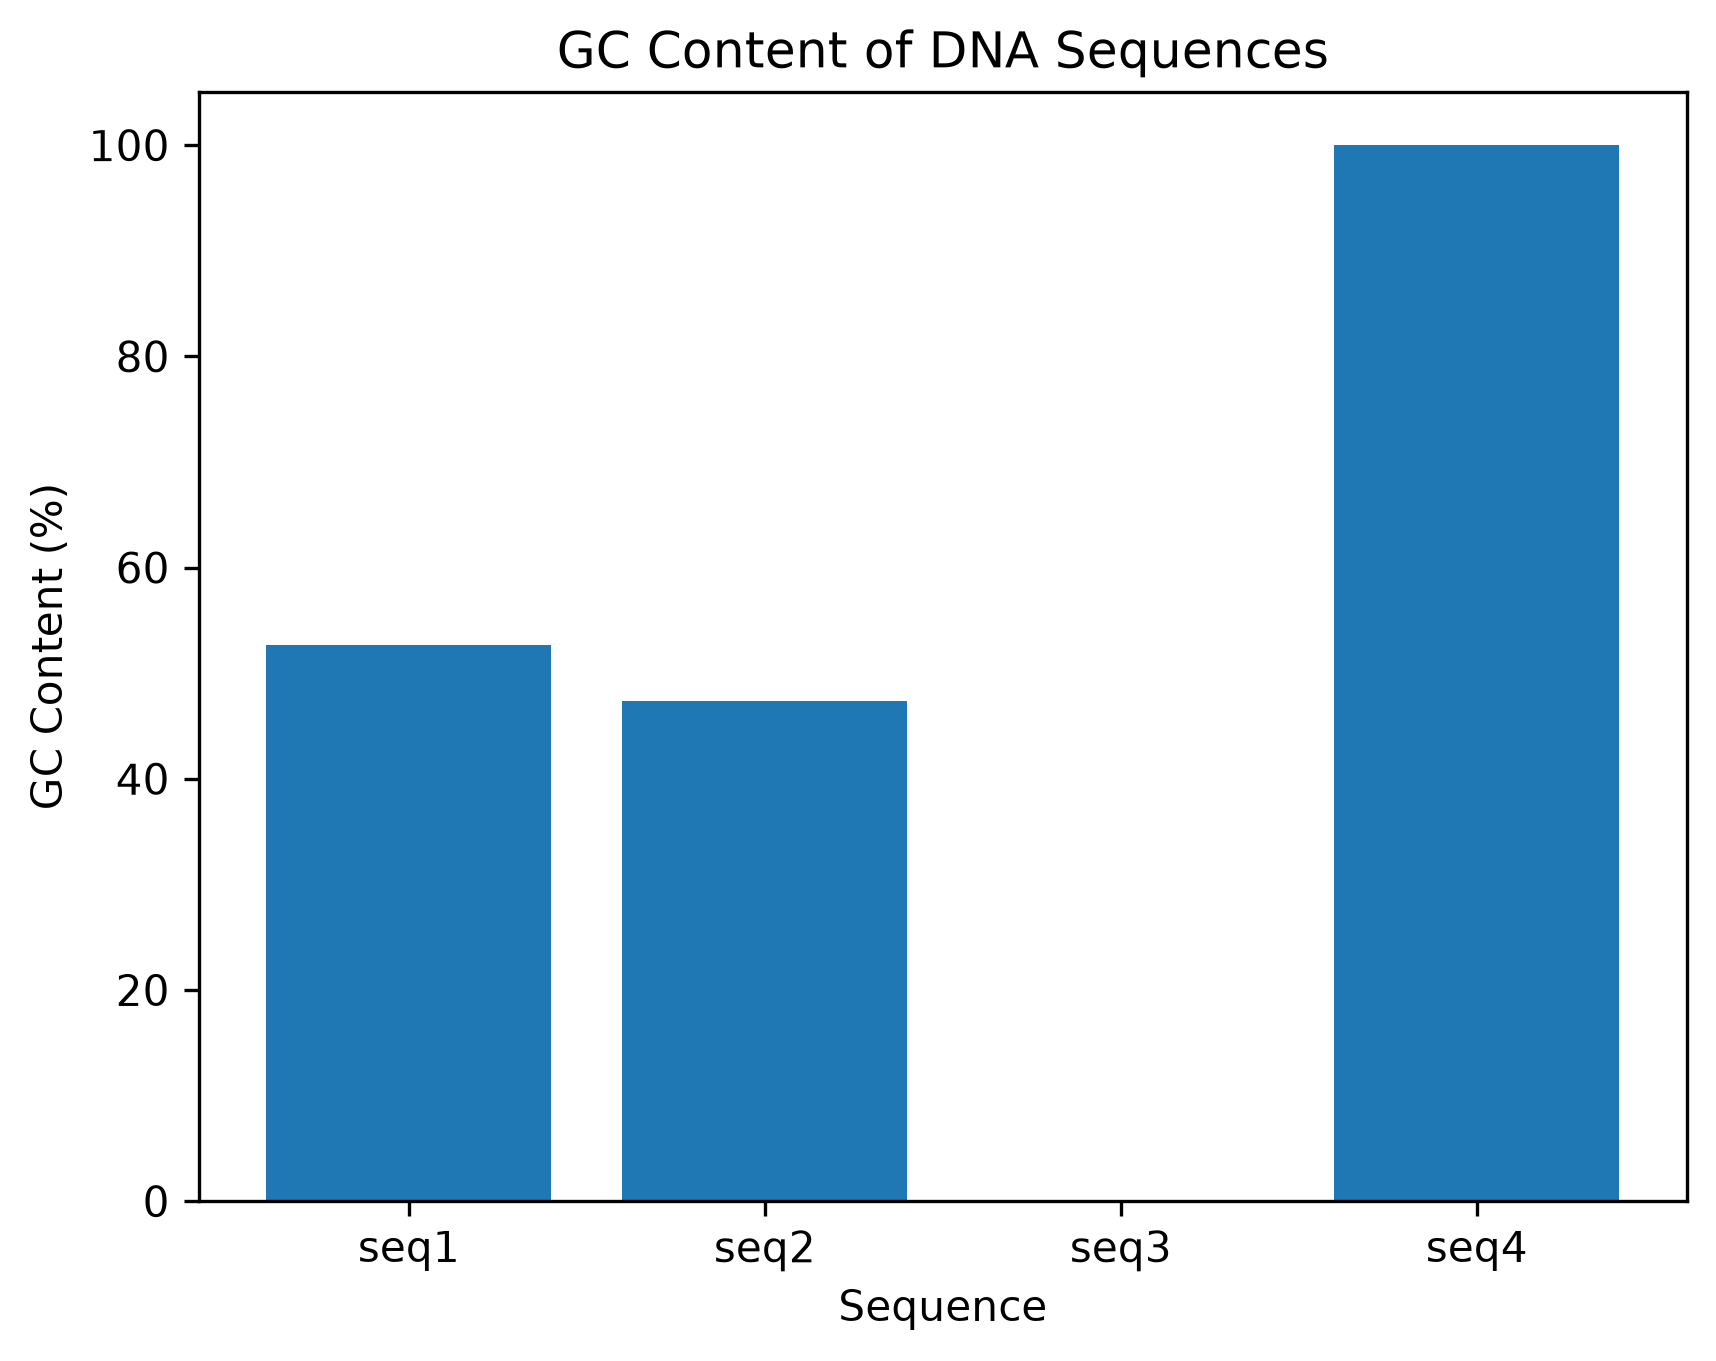 GC Content of DNA Sequences
GC Content (%)
100
80
60
40
20
0
seq1 seq2 seq3 seq4
Sequence